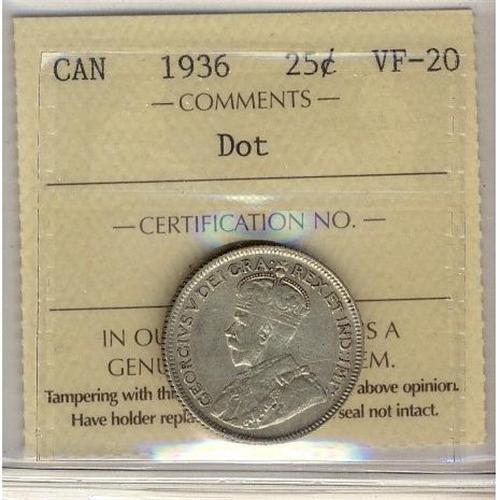 CAN 1936 25¢ VF-20
— COMMENTS —
Dot
— CERTIFICATION NO. —
GEORGIVS V DEI GRA: REX ET IND: IMP:
IN OU S A
GENU EM.
Tampering with th above opinion.
Have holder repla seal not intact.